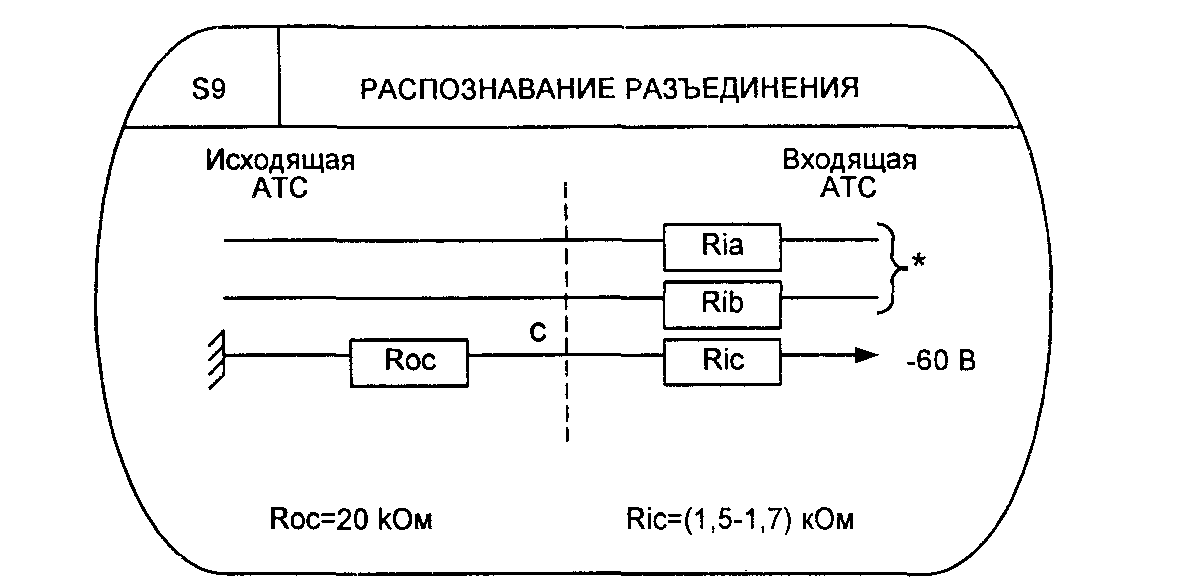 S9 РАСПОЗНАВАНИЕ РАЗЪЕДИНЕНИЯ
Исходящая АТС
Входящая АТС
Ria
*
Rib
c
Roc
Ric
-60 В
Roc=20 kОм
Ric=(1,5-1,7) кОм